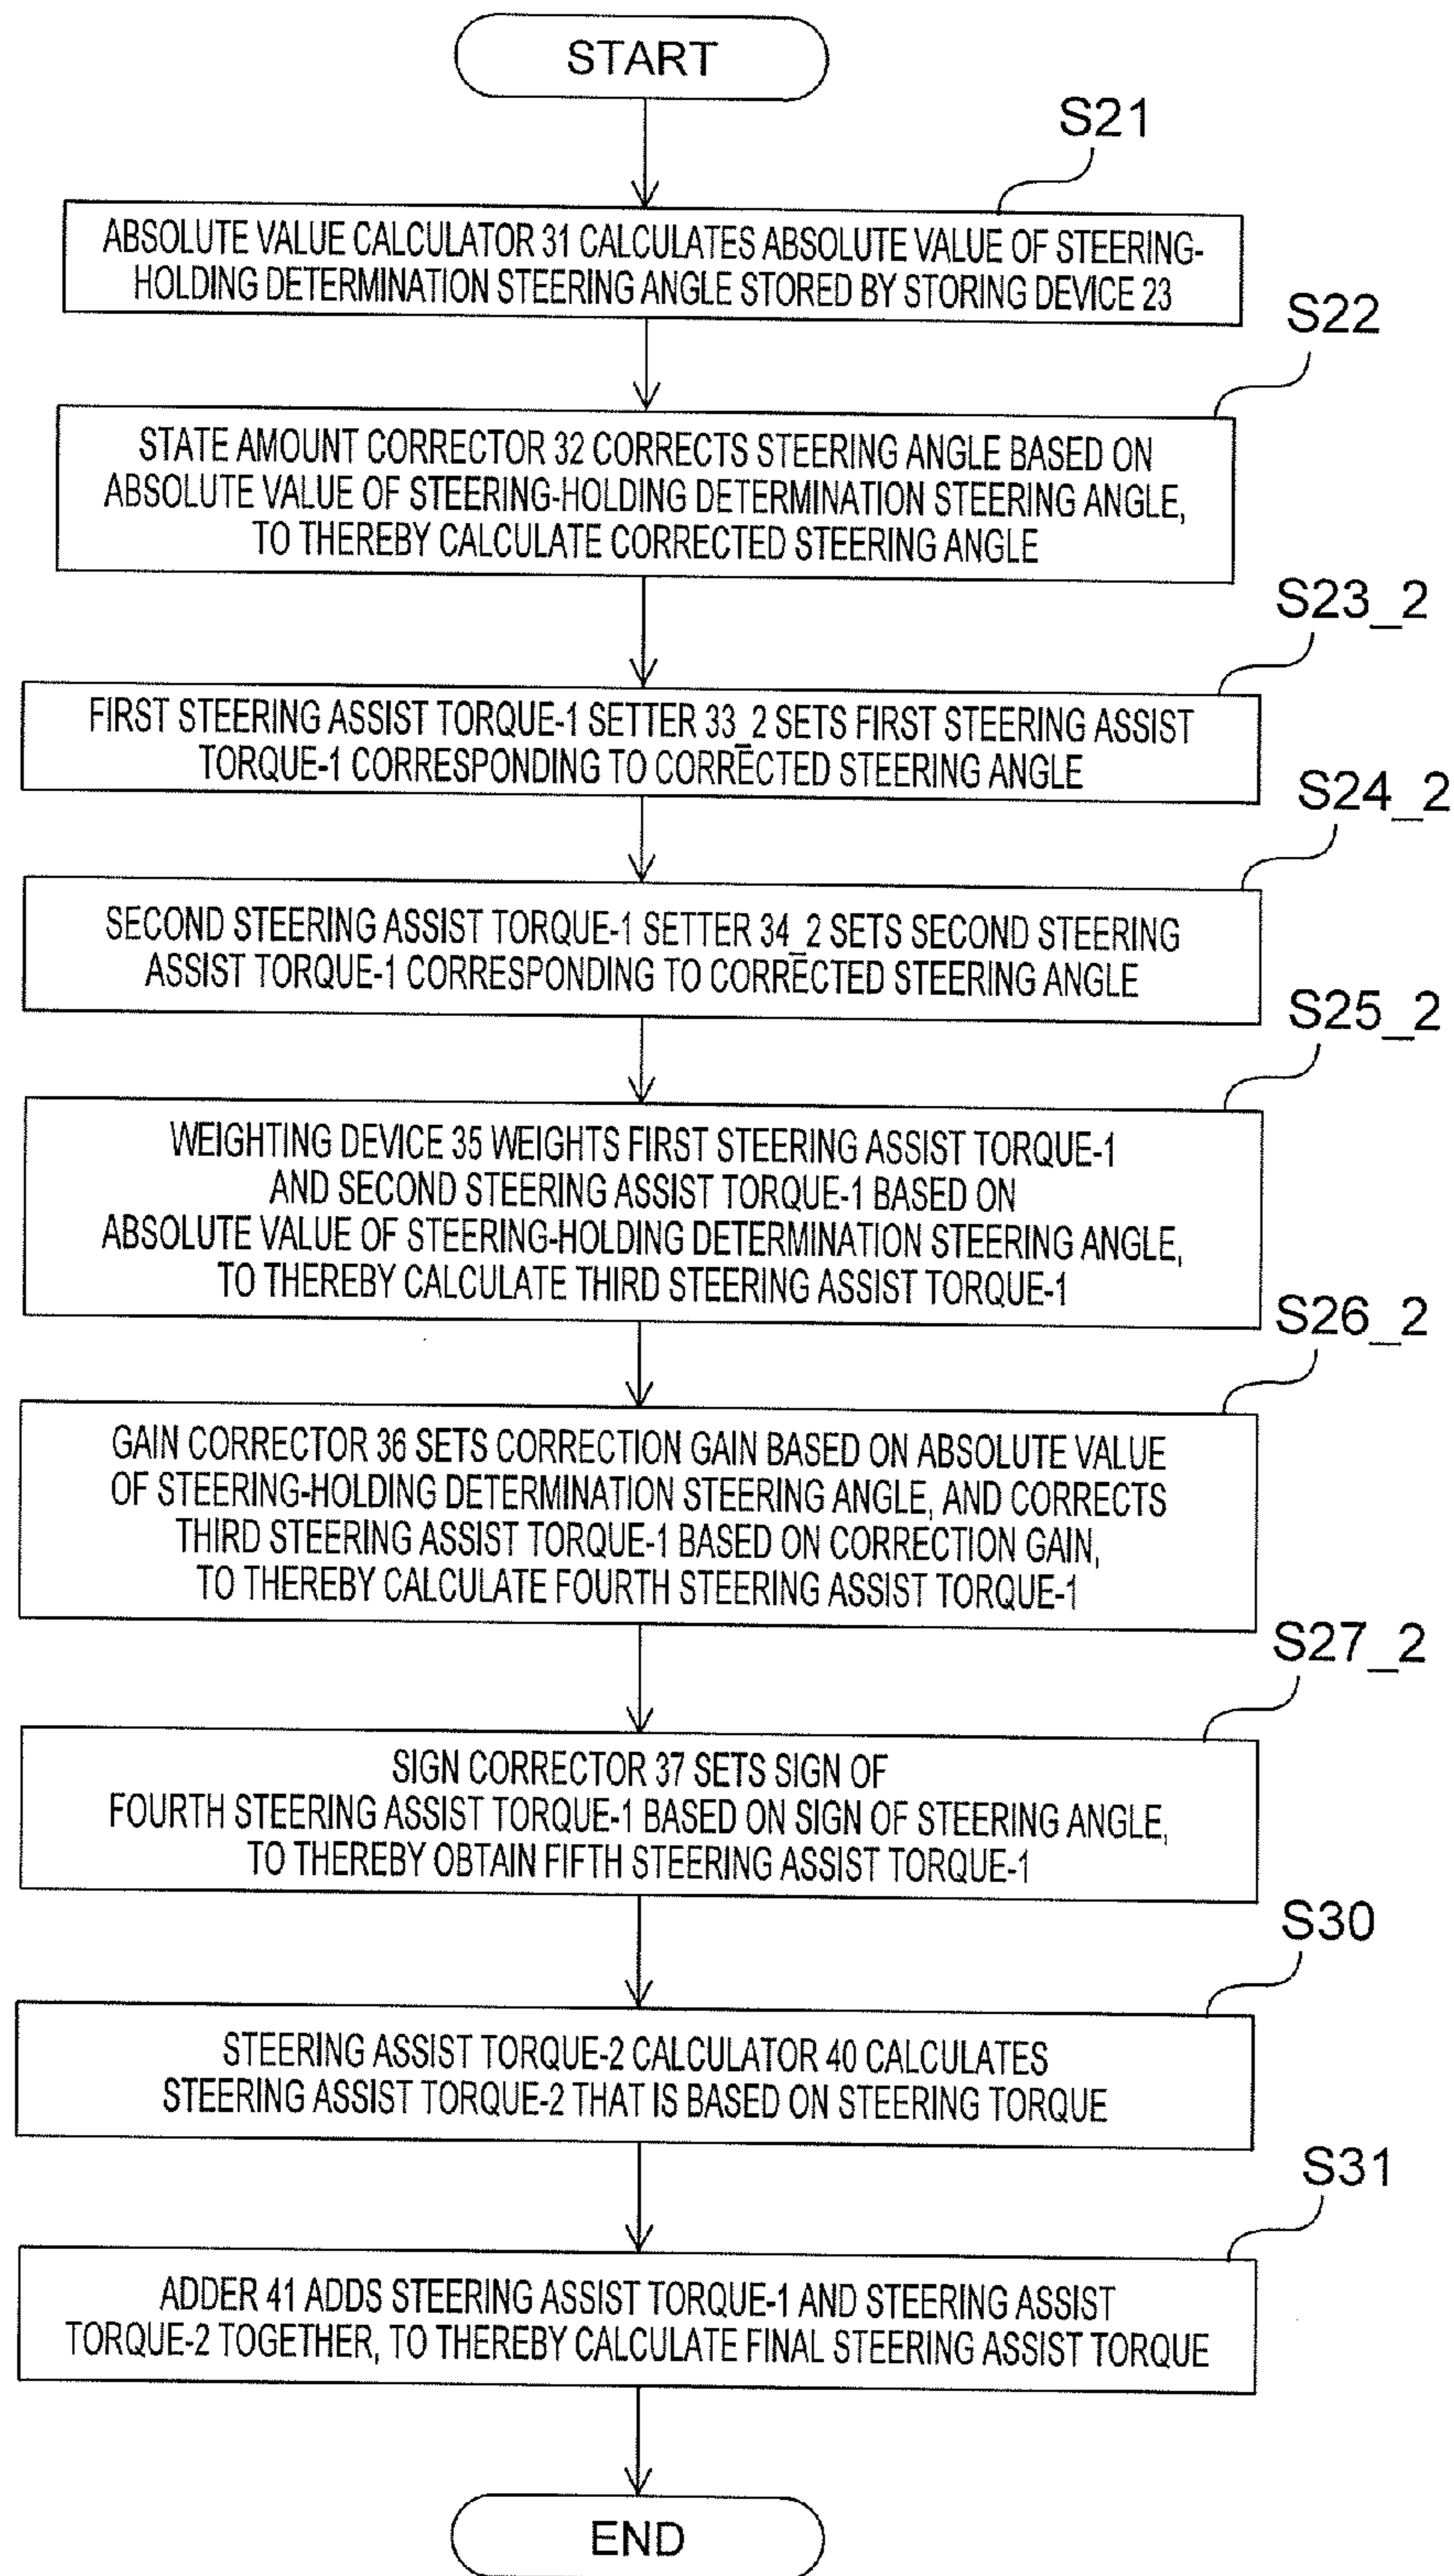 START
S21
ABSOLUTE VALUE CALCULATOR 31 CALCULATES ABSOLUTE VALUE OF STEERING-
HOLDING DETERMINATION STEERING ANGLE STORED BY STORING DEVICE 23
S22
STATE AMOUNT CORRECTOR 32 CORRECTS STEERING ANGLE BASED ON
ABSOLUTE VALUE OF STEERING-HOLDING DETERMINATION STEERING ANGLE,
TO THEREBY CALCULATE CORRECTED STEERING ANGLE
S23_2
FIRST STEERING ASSIST TORQUE-1 SETTER 33_2 SETS FIRST STEERING ASSIST
TORQUE-1 CORRESPONDING TO CORRECTED STEERING ANGLE
S24_2
SECOND STEERING ASSIST TORQUE-1 SETTER 34_2 SETS SECOND STEERING
ASSIST TORQUE-1 CORRESPONDING TO CORRECTED STEERING ANGLE
S25_2
WEIGHTING DEVICE 35 WEIGHTS FIRST STEERING ASSIST TORQUE-1
AND SECOND STEERING ASSIST TORQUE-1 BASED ON
ABSOLUTE VALUE OF STEERING-HOLDING DETERMINATION STEERING ANGLE,
TO THEREBY CALCULATE THIRD STEERING ASSIST TORQUE-1
S26_2
GAIN CORRECTOR 36 SETS CORRECTION GAIN BASED ON ABSOLUTE VALUE
OF STEERING-HOLDING DETERMINATION STEERING ANGLE, AND CORRECTS
THIRD STEERING ASSIST TORQUE-1 BASED ON CORRECTION GAIN,
TO THEREBY CALCULATE FOURTH STEERING ASSIST TORQUE-1
S27_2
SIGN CORRECTOR 37 SETS SIGN OF
FOURTH STEERING ASSIST TORQUE-1 BASED ON SIGN OF STEERING ANGLE,
TO THEREBY OBTAIN FIFTH STEERING ASSIST TORQUE-1
S30
STEERING ASSIST TORQUE-2 CALCULATOR 40 CALCULATES
STEERING ASSIST TORQUE-2 THAT IS BASED ON STEERING TORQUE
S31
ADDER 41 ADDS STEERING ASSIST TORQUE-1 AND STEERING ASSIST
TORQUE-2 TOGETHER, TO THEREBY CALCULATE FINAL STEERING ASSIST TORQUE
END